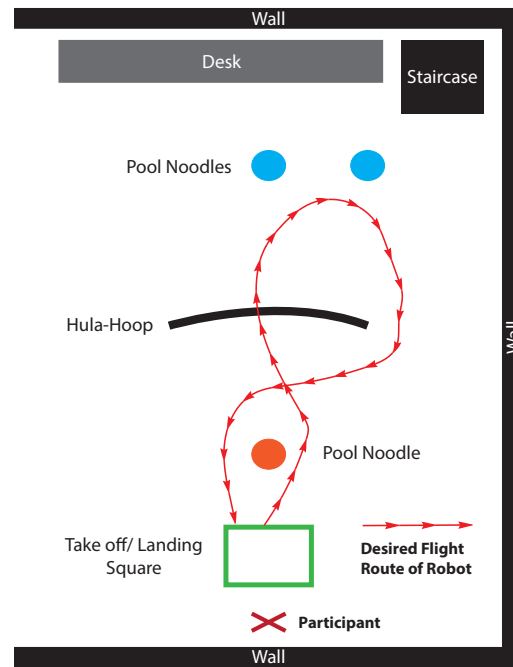 Wall
Desk
Staircase
Pool Noodles
Hula-Hoop
Wall
Pool Noodle
Take off/ Landing
Square
Desired Flight
Route of Robot
Participant
Wall